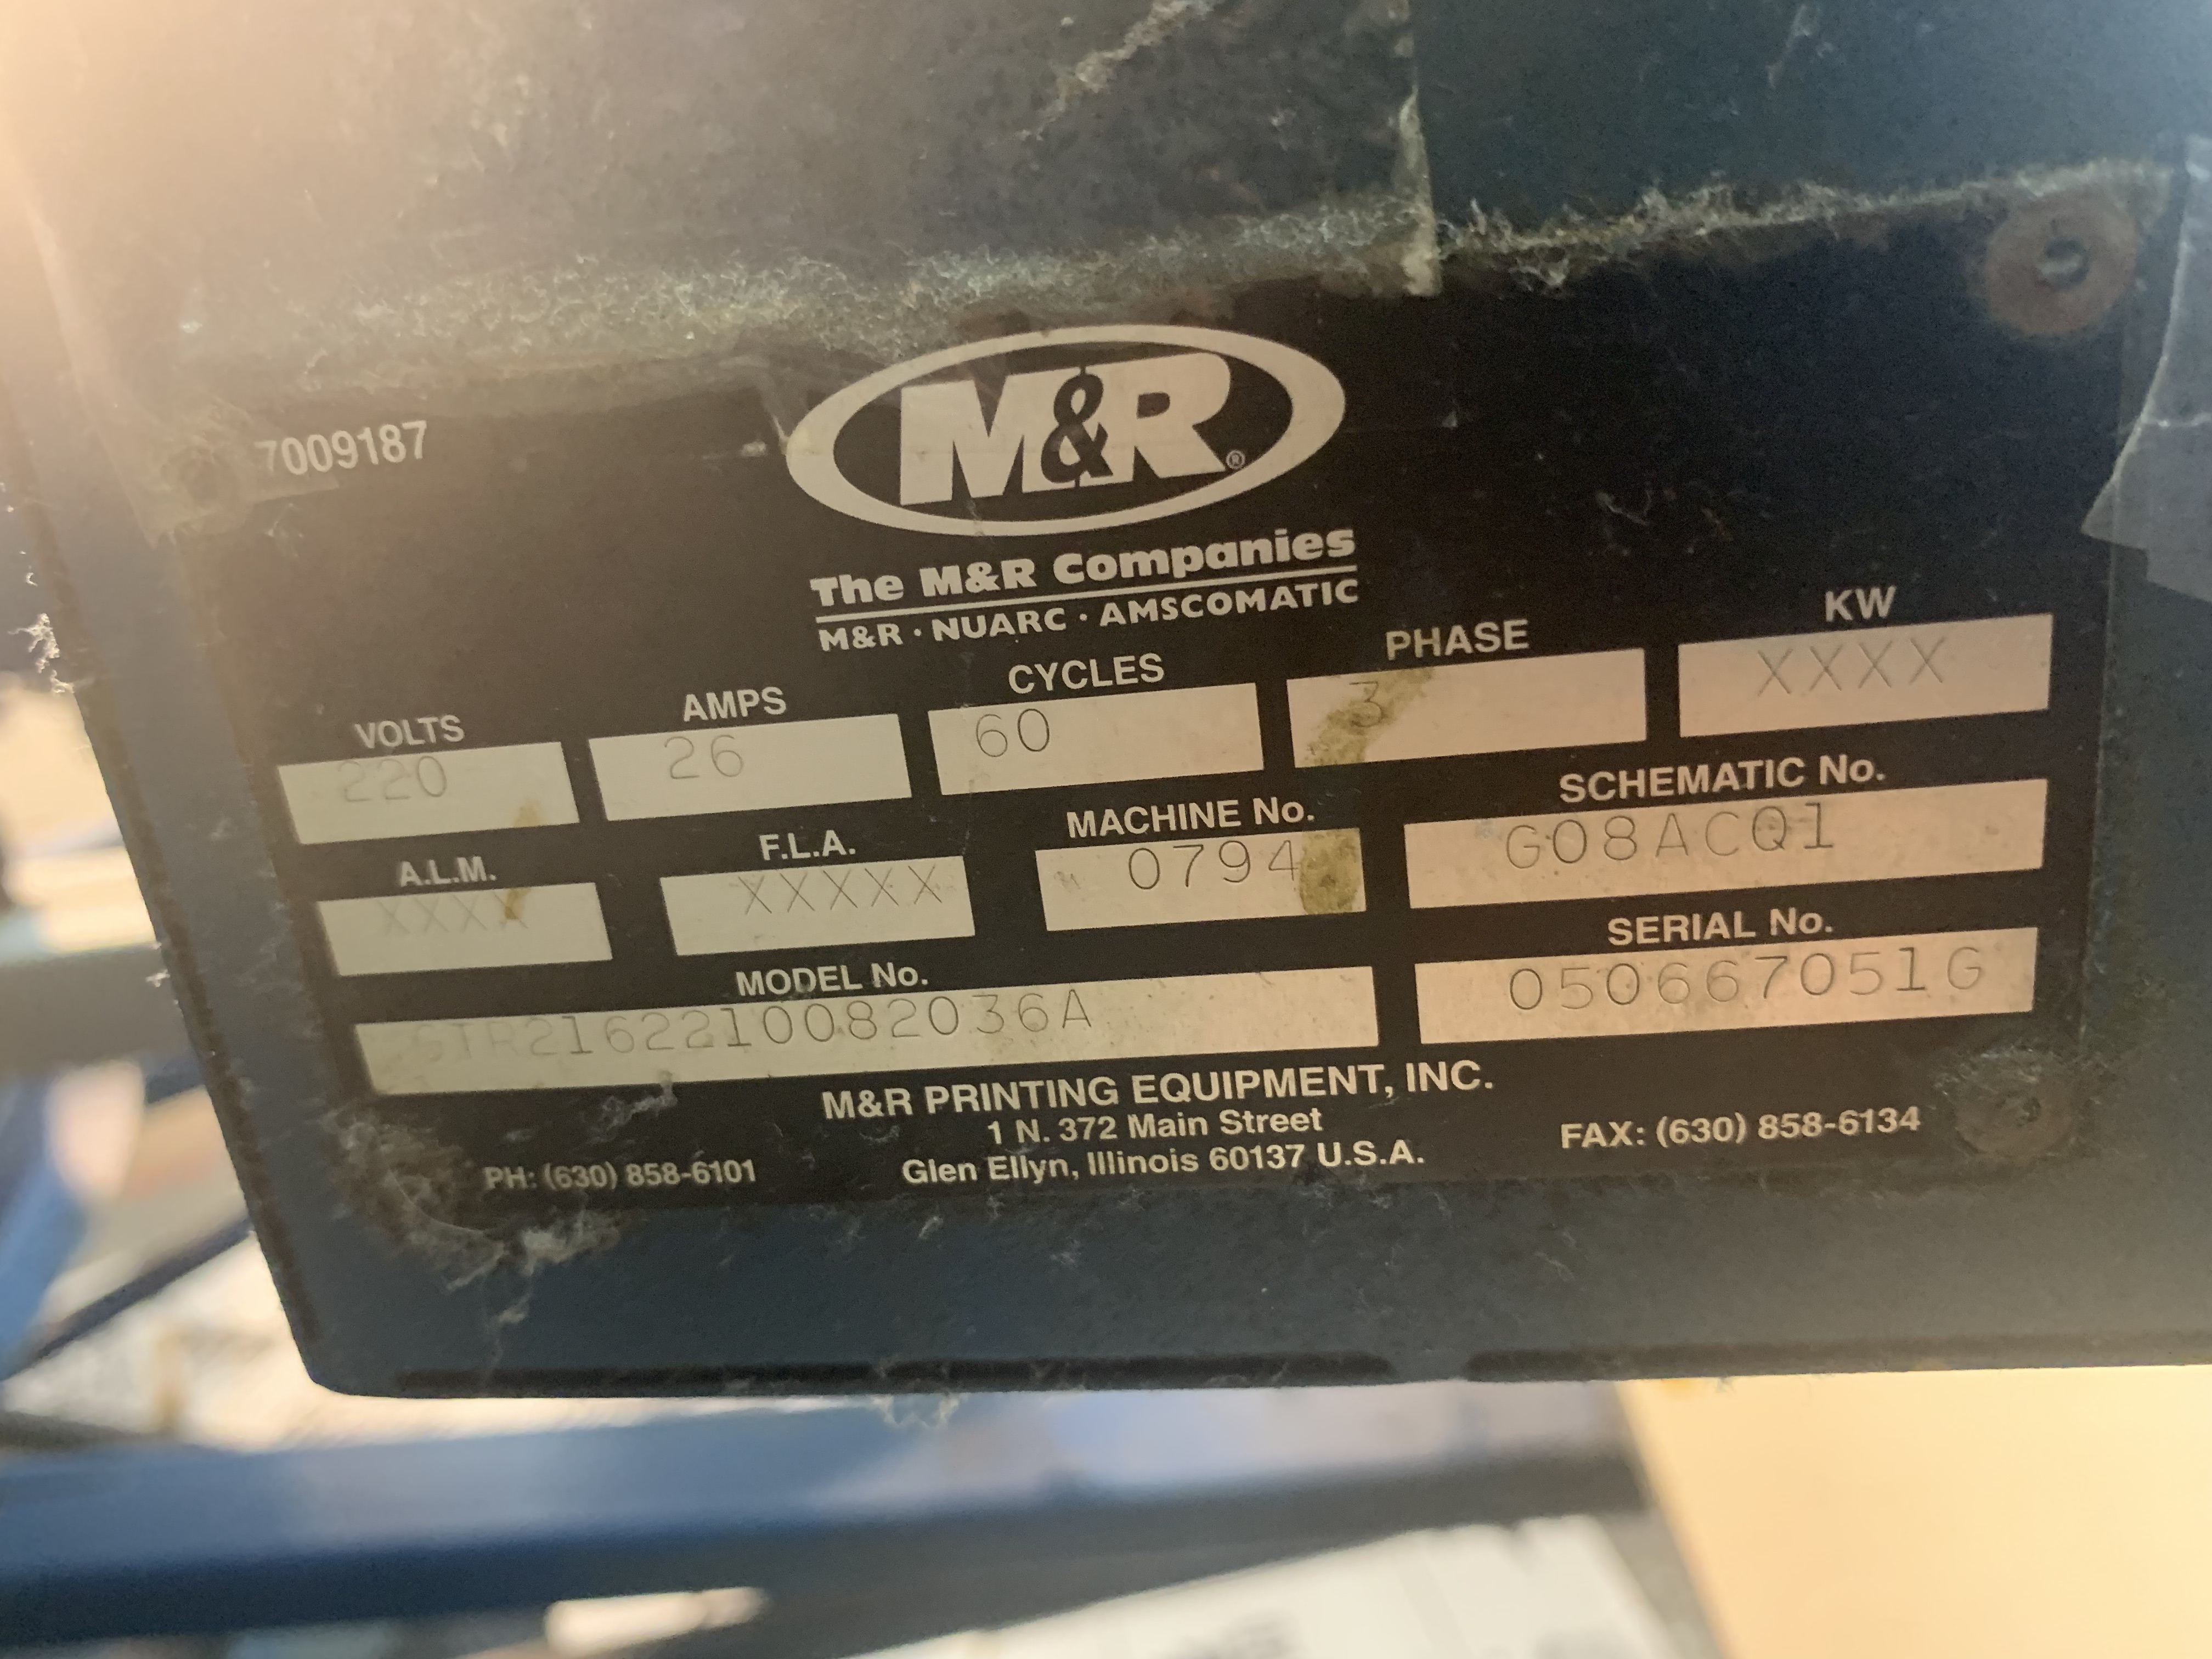 7009187
M&R®
The M&R Companies
M&R · NUARC · AMSCOMATIC
VOLTS AMPS CYCLES PHASE KW
220 26 60 3 XXXX
A.L.M. F.L.A. MACHINE No. SCHEMATIC No.
XXXX XXXXX 0794 G08ACQ1
MODEL No. SERIAL No.
GTR2162210082036A 050667051G
M&R PRINTING EQUIPMENT, INC.
1 N. 372 Main Street
PH: (630) 858-6101 Glen Ellyn, Illinois 60137 U.S.A. FAX: (630) 858-6134